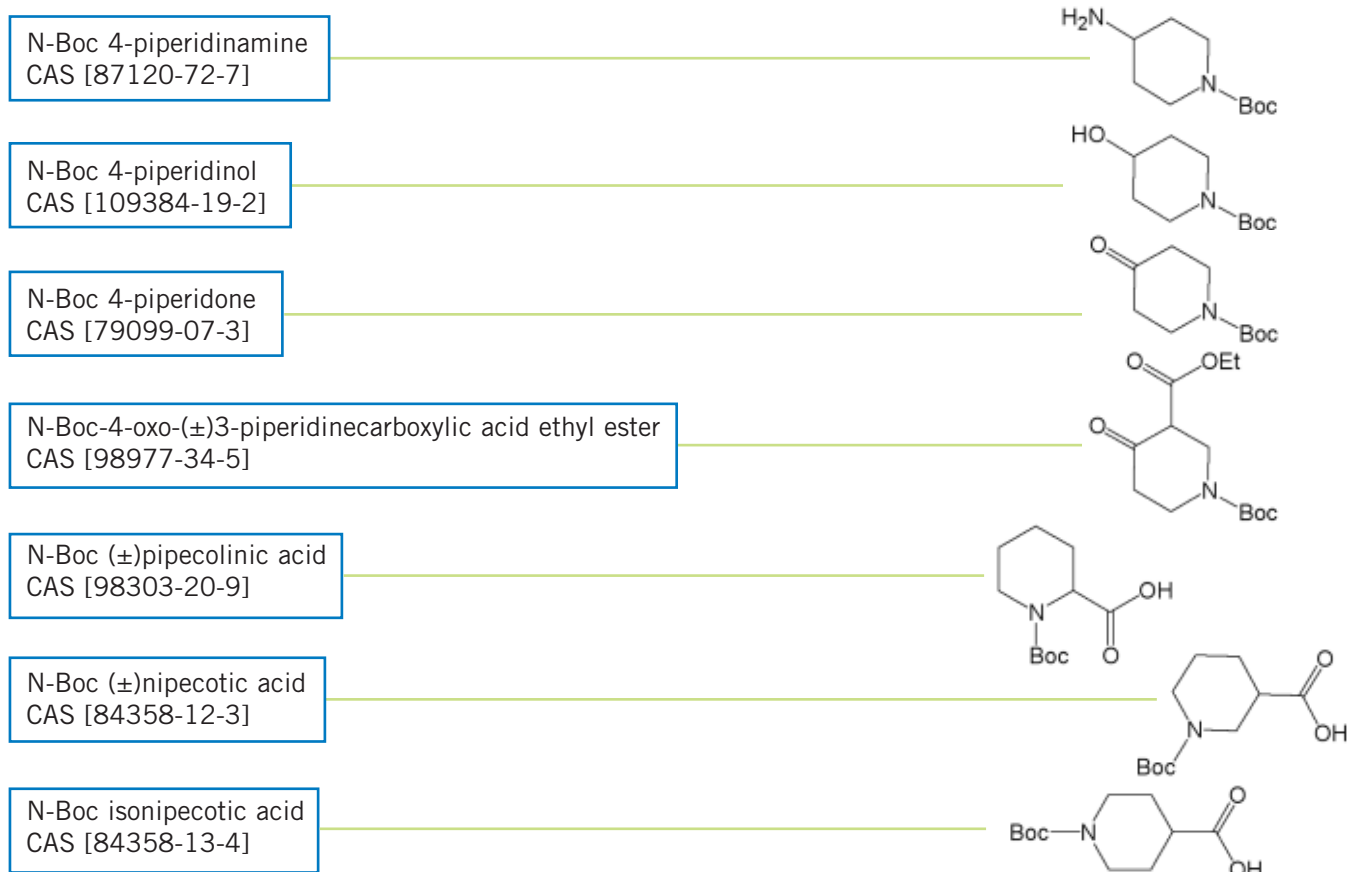 N-Boc 4-piperidinamine
CAS [87120-72-7]
H₂N
N
Boc
N-Boc 4-piperidinol
CAS [109384-19-2]
HO
N
Boc
N-Boc 4-piperidone
CAS [79099-07-3]
O
N
Boc
N-Boc-4-oxo-(±)3-piperidinecarboxylic acid ethyl ester
CAS [98977-34-5]
O OEt
O
N
Boc
N-Boc (±)pipecolinic acid
CAS [98303-20-9]
OH
N
Boc O
N-Boc (±)nipecotic acid
CAS [84358-12-3]
O
N OH
Boc
N-Boc isonipecotic acid
CAS [84358-13-4]
O
Boc N
OH